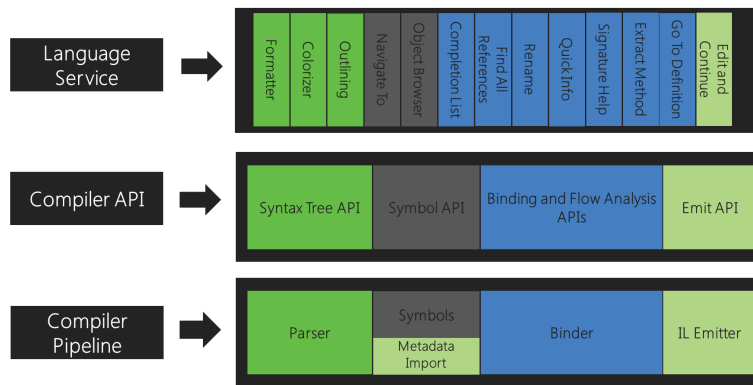 Language
Service
Formatter
Colorizer
Outlining
Navigate To
Object Browser
Completion List
Find All
References
Rename
Quick Info
Signature Help
Extract Method
Go To Definition
Edit and
Continue
Compiler API
Syntax Tree API
Symbol API
Binding and Flow Analysis
APIs
Emit API
Compiler
Pipeline
Parser
Symbols
Metadata
Import
Binder
IL Emitter